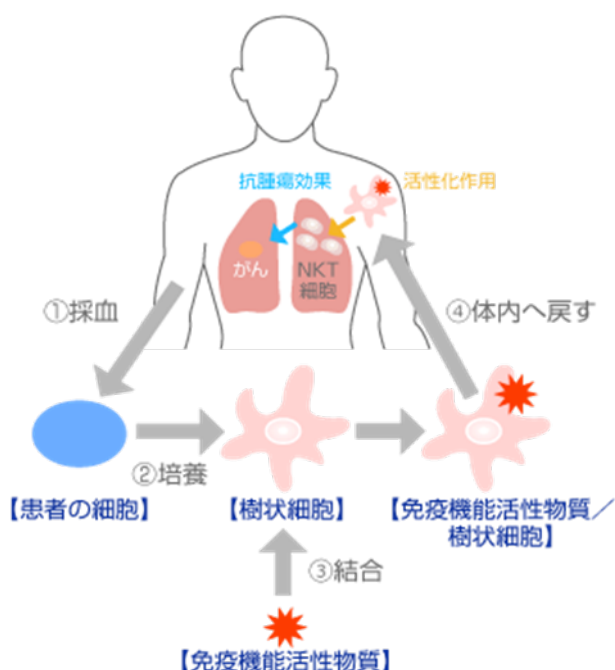 抗腫瘍効果
活性化作用
がん
NKT
細胞
①採血
④体内へ戻す
②培養
【患者の細胞】
【樹状細胞】
【免疫機能活性物質／
樹状細胞】
③結合
【免疫機能活性物質】